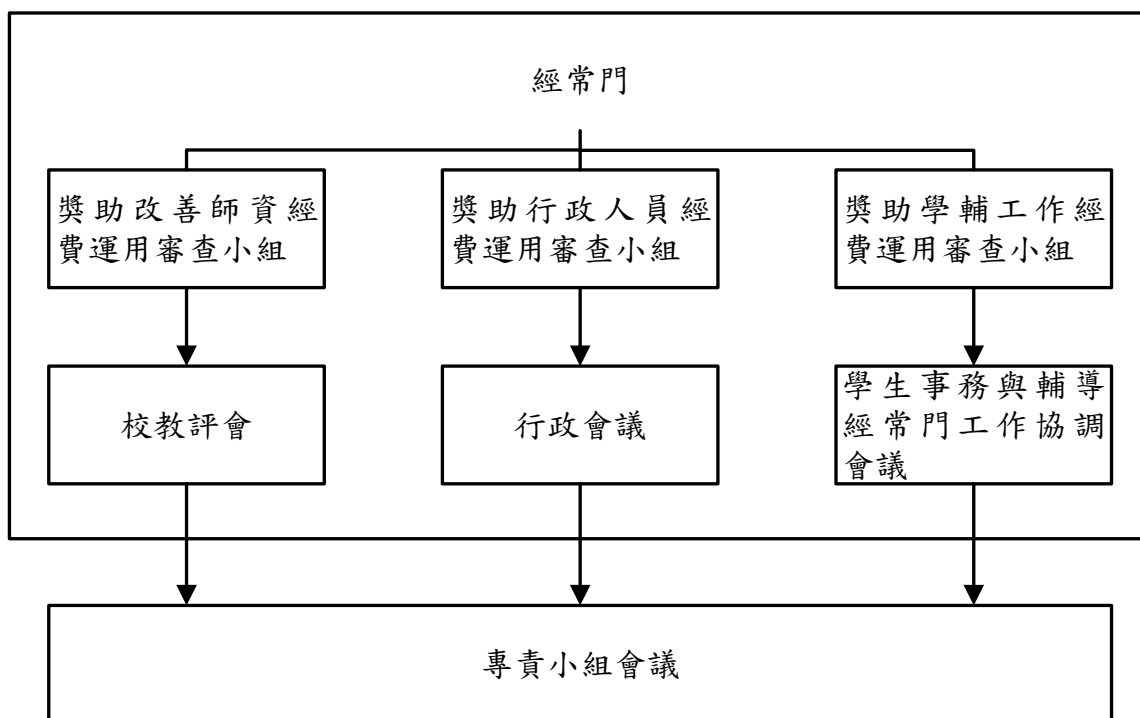 經常門
獎助改善師資經
費運用審查小組
獎助行政人員經
費運用審查小組
獎助學輔工作經
費運用審查小組
校教評會
行政會議
學生事務與輔導
經常門工作協調
會議
專責小組會議